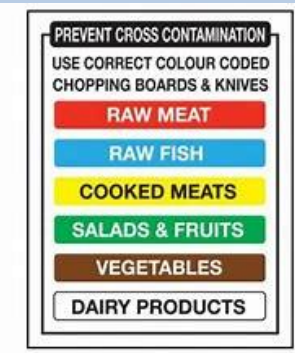 PREVENT CROSS CONTAMINATION
USE CORRECT COLOUR CODED
CHOPPING BOARDS & KNIVES
RAW MEAT
RAW FISH
COOKED MEATS
SALADS & FRUITS
VEGETABLES
DAIRY PRODUCTS